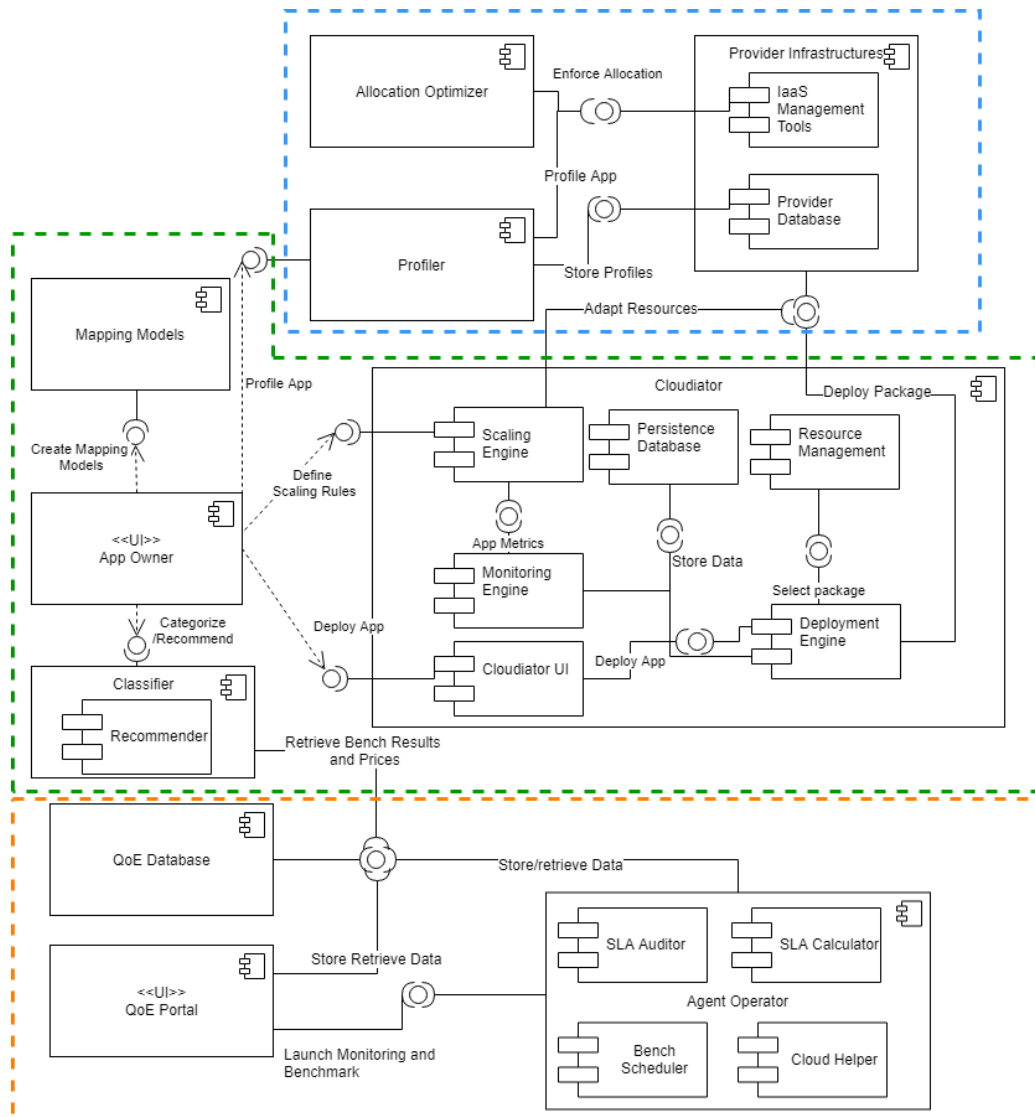 Allocation Optimizer
Enforce Allocation
Provider Infrastructures
IaaS
Management
Tools
Profile App
Provider
Database
Profiler
Store Profiles
Adapt Resources
Mapping Models
Profile App
Create Mapping
Models
<<UI>>
App Owner
Categorize
/Recommend
Define
Scaling Rules
Deploy App
Cloudiator
Deploy Package
Scaling
Engine
Persistence
Database
Resource
Management
App Metrics
Store Data
Monitoring
Engine
Select package
Deployment
Engine
Cloudiator UI
Deploy App
Classifier
Recommender
Retrieve Bench Results
and Prices
QoE Database
Store/retrieve Data
<<UI>>
QoE Portal
Store Retrieve Data
Launch Monitoring and
Benchmark
SLA Auditor
SLA Calculator
Agent Operator
Bench
Scheduler
Cloud Helper